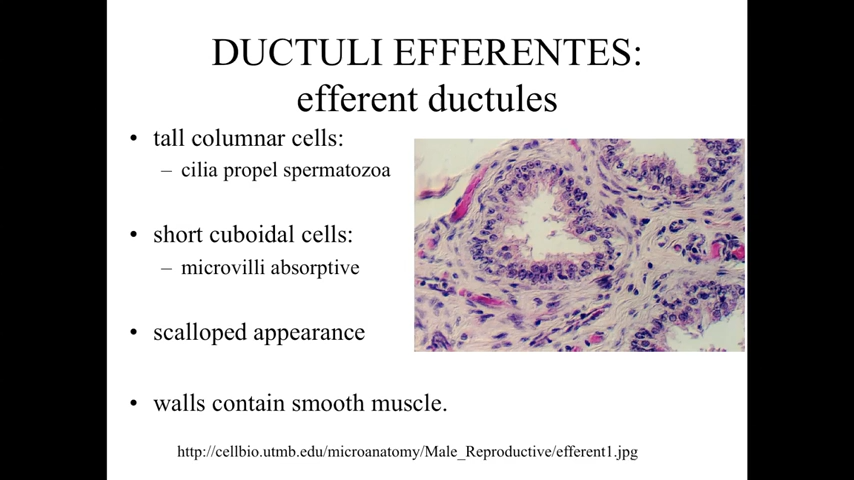 DUCTULI EFFERENTES:
efferent ductules
• tall columnar cells:
– cilia propel spermatozoa
• short cuboidal cells:
– microvilli absorptive
• scalloped appearance
• walls contain smooth muscle.
http://cellbio.utmb.edu/microanatomy/Male_Reproductive/efferent1.jpg